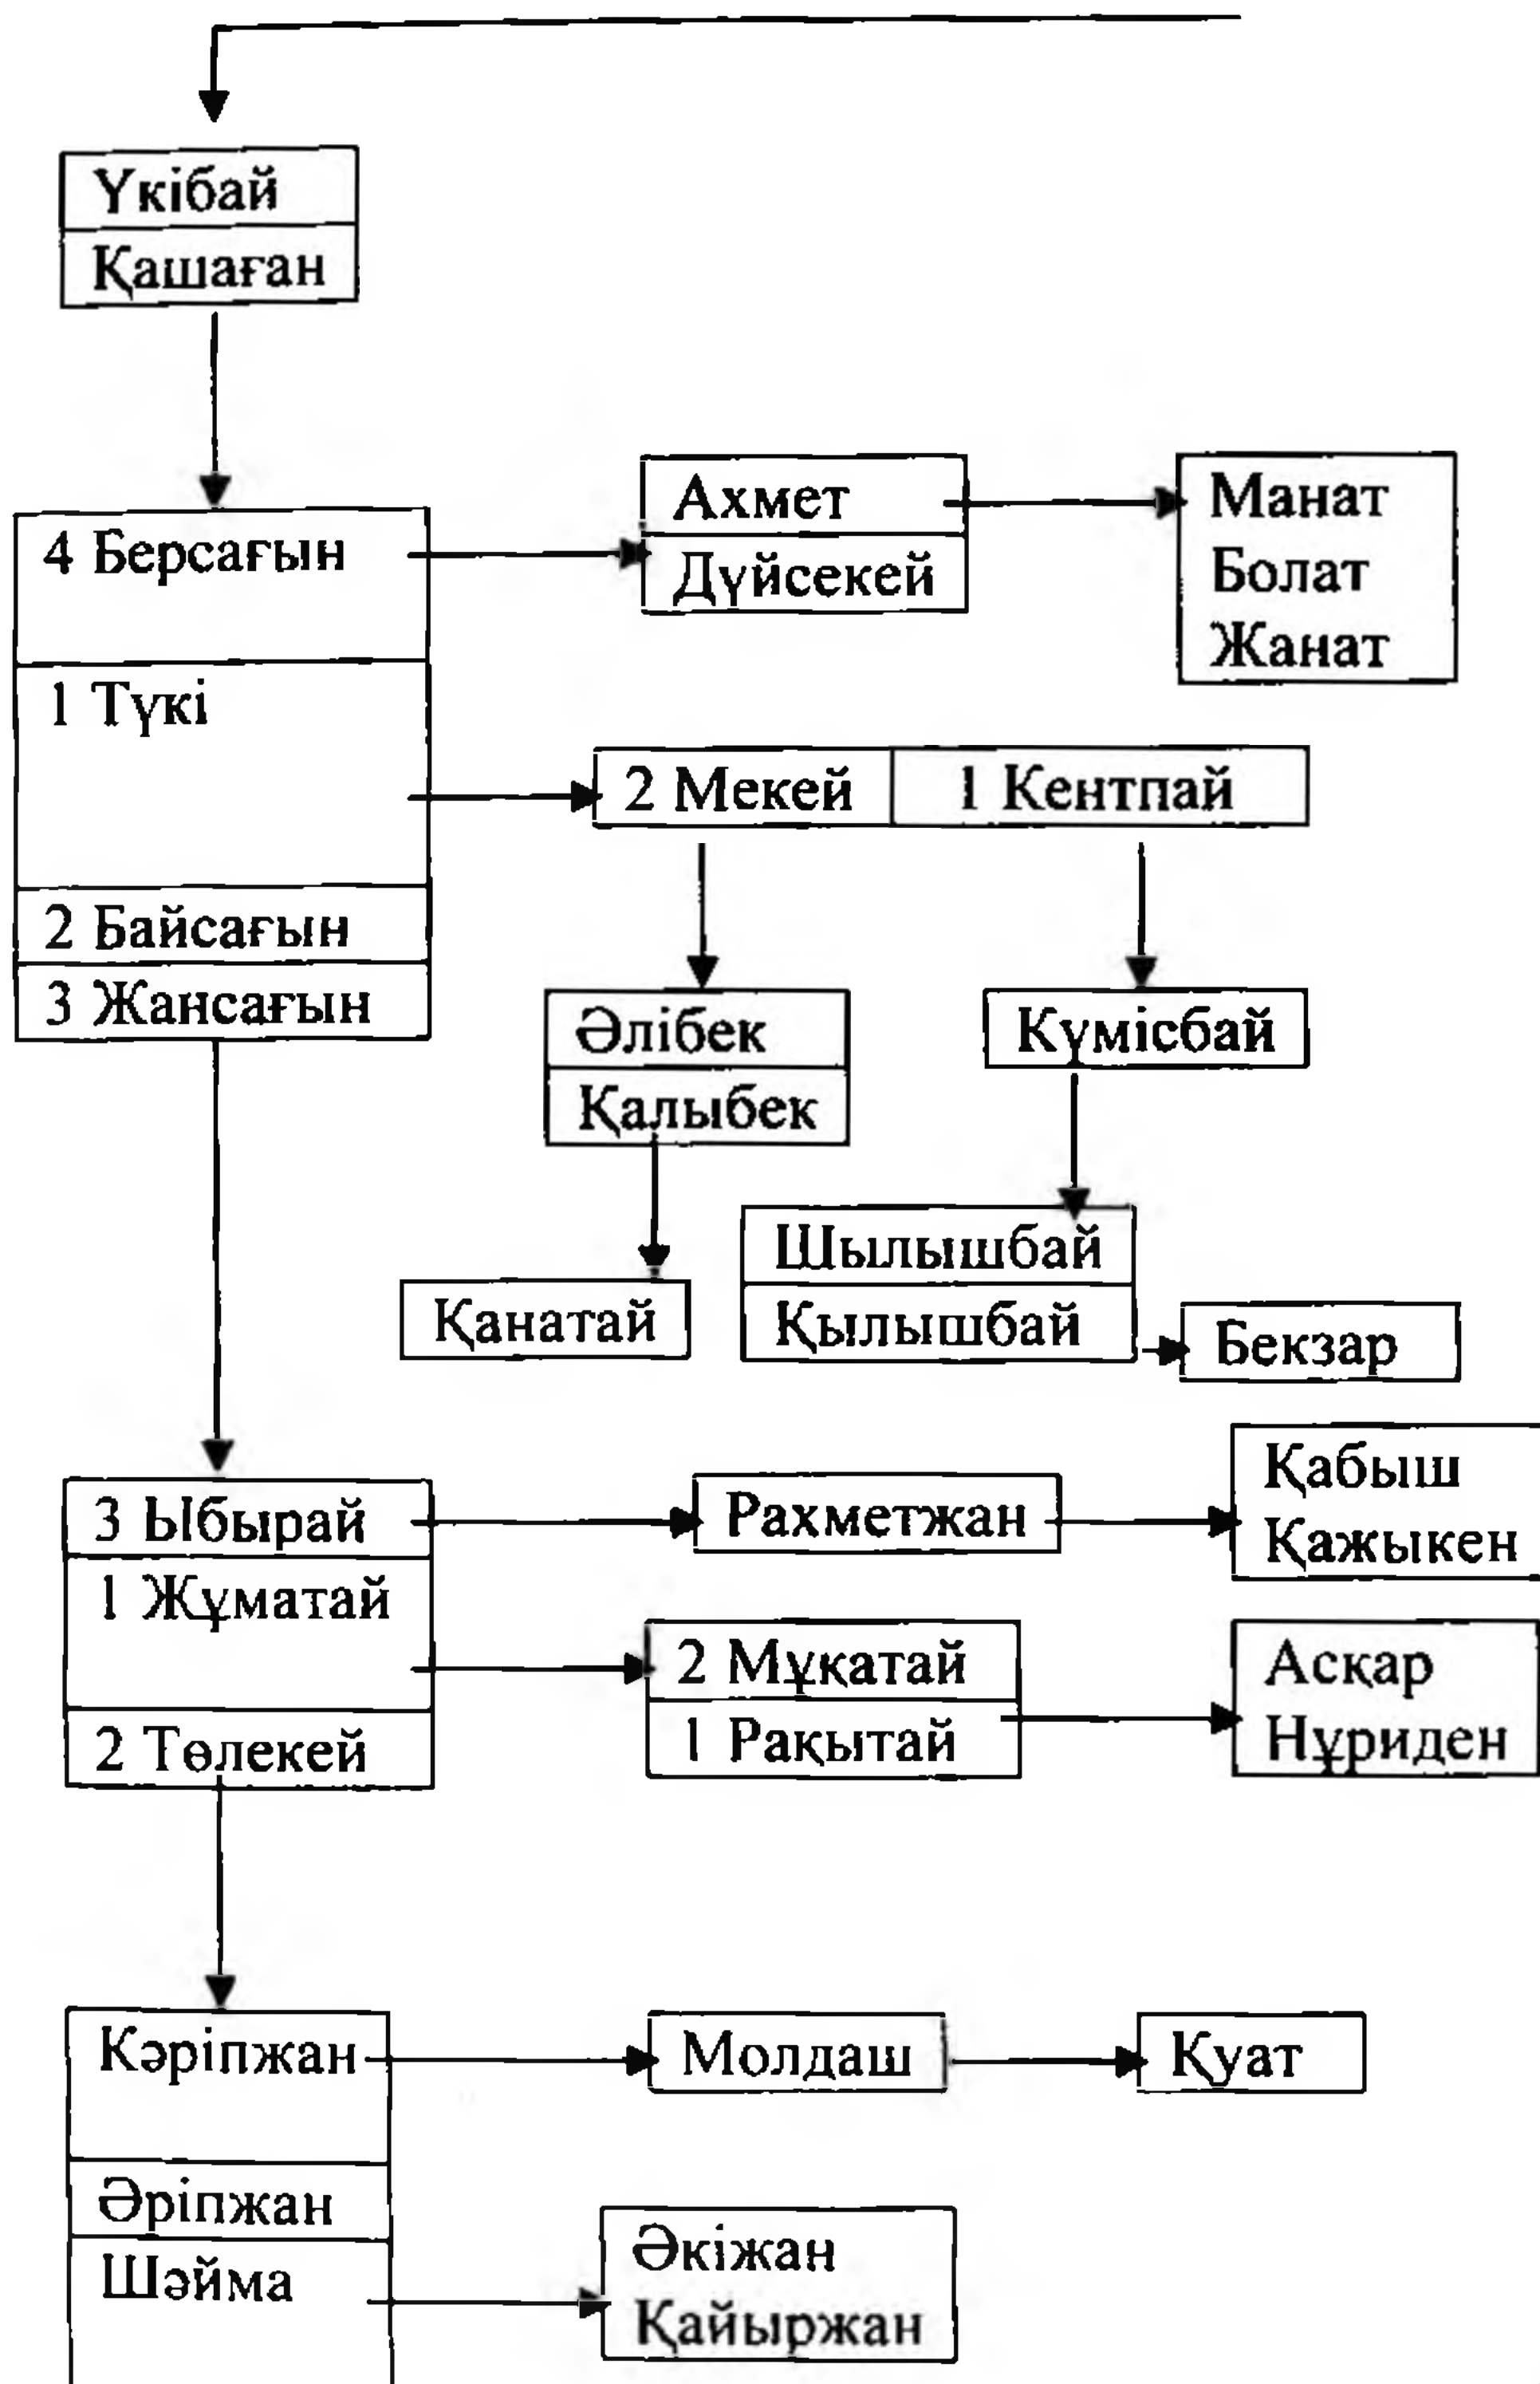 Үкібай
Қашаған
4 Берсағын
Ахмет
Дүйсекей
Манат
Болат
Жанат
1 Түкі
2 Мекей
1 Кентпай
2 Байсағын
3 Жансағын
Әлібек
Қалыбек
Күмісбай
Қанатай
Шылышбай
Қылышбай
Бекзар
3 Ыбырай
Рахметжан
Қабыш
Қажыкен
1 Жұматай
2 Мұқатай
1 Рақытай
Асқар
Нұриден
2 Төлекей
Кәріпжан
Молдаш
Қуат
Әріпжан
Шәйма
Әкіжан
Қайыржан